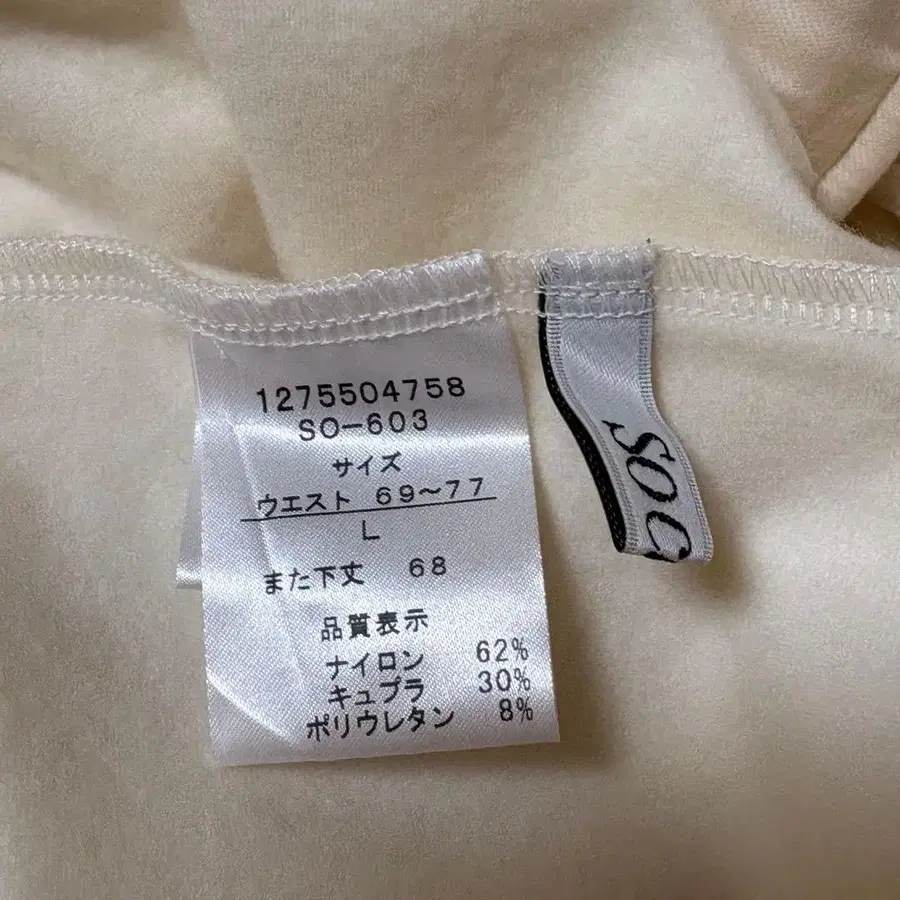 1275504758
SO-603
サイズ
ウエスト 69〜77
L
また下丈 68
品質表示
ナイロン 62%
キュプラ 30%
ポリウレタン 8%
SO C